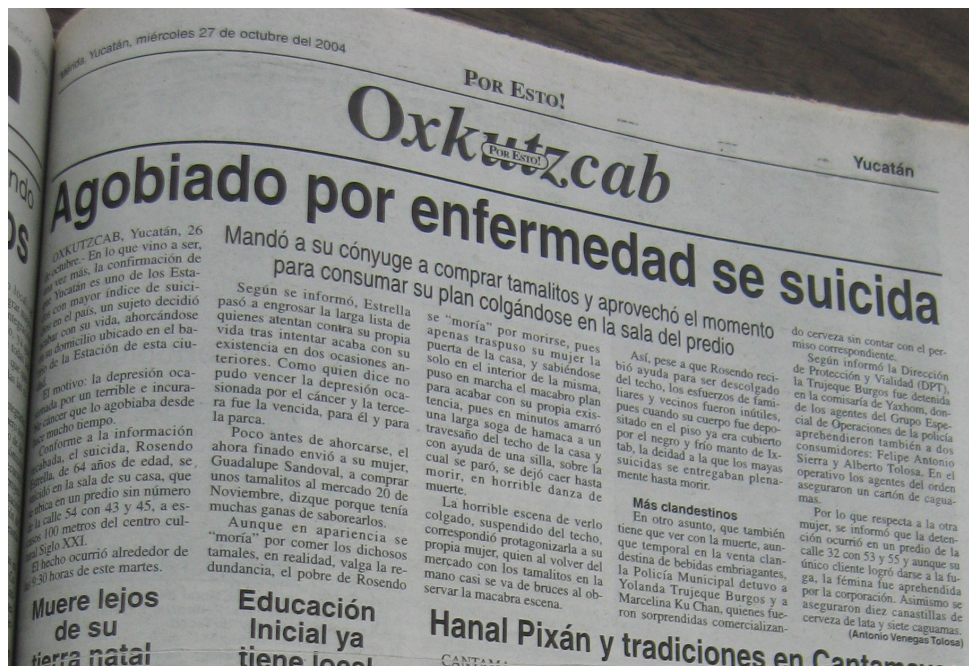 Mérida, Yucatán, miércoles 27 de octubre del 2004
POR ESTO!
Oxkutzcab
POR ESTO!
Yucatán
Agobiado por enfermedad se suicida
Mandó a su cónyuge a comprar tamalitos y aprovechó el momento
para consumar su plan colgándose en la sala del predio
OXKUTZCAB, Yucatán, 26
de octubre.- En lo que vino a ser,
una vez más, la confirmación de
que Yucatán es uno de los Esta-
con mayor índice de suici-
en el país, un sujeto decidió
acabar con su vida, ahorcándose
en su domicilio ubicado en el ba-
de la Estación de esta ciu-
El motivo: la depresión oca-
sionada por un terrible e incura-
ble cáncer que lo agobiaba desde
hace mucho tiempo.
Conforme a la información
recabada, el suicida, Rosendo
Estrella, de 64 años de edad, se
en la sala de su casa, que
se ubica en un predio sin número
de la calle 54 con 43 y 45, a es-
casos 100 metros del centro cul-
tural Siglo XXI.
El hecho ocurrió alrededor de
9:30 horas de este martes.
Según se informó, Estrella
pasó a engrosar la larga lista de
quienes atentan contra su propia
vida tras intentar acaba con su
existencia en dos ocasiones an-
teriores. Como quien dice no
pudo vencer la depresión oca-
sionada por el cáncer y la terce-
ra fue la vencida, para él y para
la parca.
Poco antes de ahorcarse, el
ahora finado envió a su mujer,
Guadalupe Sandoval, a comprar
unos tamalitos al mercado 20 de
Noviembre, dizque porque tenía
muchas ganas de saborearlos.
Aunque en apariencia se
“moría” por comer los dichosos
tamales, en realidad, valga la re-
dundancia, el pobre de Rosendo
se “moría” por morirse, pues
apenas traspuso su mujer la
puerta de la casa, y sabiéndose
solo en el interior de la misma,
puso en marcha el macabro plan
para acabar con su propia exis-
tencia, pues en minutos amarró
una larga soga de hamaca a un
travesaño del techo de la casa y
con ayuda de una silla, sobre la
cual se paró, se dejó caer hasta
morir, en horrible danza de
muerte.
La horrible escena de verlo
colgado, suspendido del techo,
correspondió protagonizarla a su
propia mujer, quien al volver del
mercado con los tamalitos en la
mano casi se va de bruces al ob-
servar la macabra escena.
Así, pese a que Rosendo reci-
bió ayuda para ser descolgado
del techo, los esfuerzos de fami-
liares y vecinos fueron inútiles,
pues cuando su cuerpo fue depo-
sitado en el piso ya era cubierto
por el negro y frío manto de Ix-
tab, la deidad a la que los mayas
suicidas se entregaban plena-
mente hasta morir.
Más clandestinos
En otro asunto, que también
tiene que ver con la muerte, aun-
que temporal en la venta clan-
destina de bebidas embriagantes,
la Policía Municipal detuvo a
Yolanda Trujeque Burgos y a
Marcelina Ku Chan, quienes fue-
ron sorprendidas comercializan-
do cerveza sin contar con el per-
miso correspondiente.
Según informó la Dirección
de Protección y Vialidad (DPT),
la Trujeque Burgos fue detenida
en la comisaría de Yaxhom, don-
de los agentes del Grupo Espe-
cial de Operaciones de la policía
aprehendieron también a dos
consumidores: Felipe Antonio
Sierra y Alberto Tolosa. En el
operativo los agentes del orden
aseguraron un cartón de cagua-
mas.
Por lo que respecta a la otra
mujer, se informó que la deten-
ción ocurrió en un predio de la
calle 32 con 53 y 55 y aunque su
único cliente logró darse a la fu-
ga, la fémina fue aprehendida
por la corporación. Asimismo se
aseguraron diez canastillas de
cerveza de lata y siete caguamas.
(Antonio Venegas Tolosa)
Muere lejos
de su
tierra natal
Educación
Inicial ya
tiene local
Hanal Pixán y tradiciones en